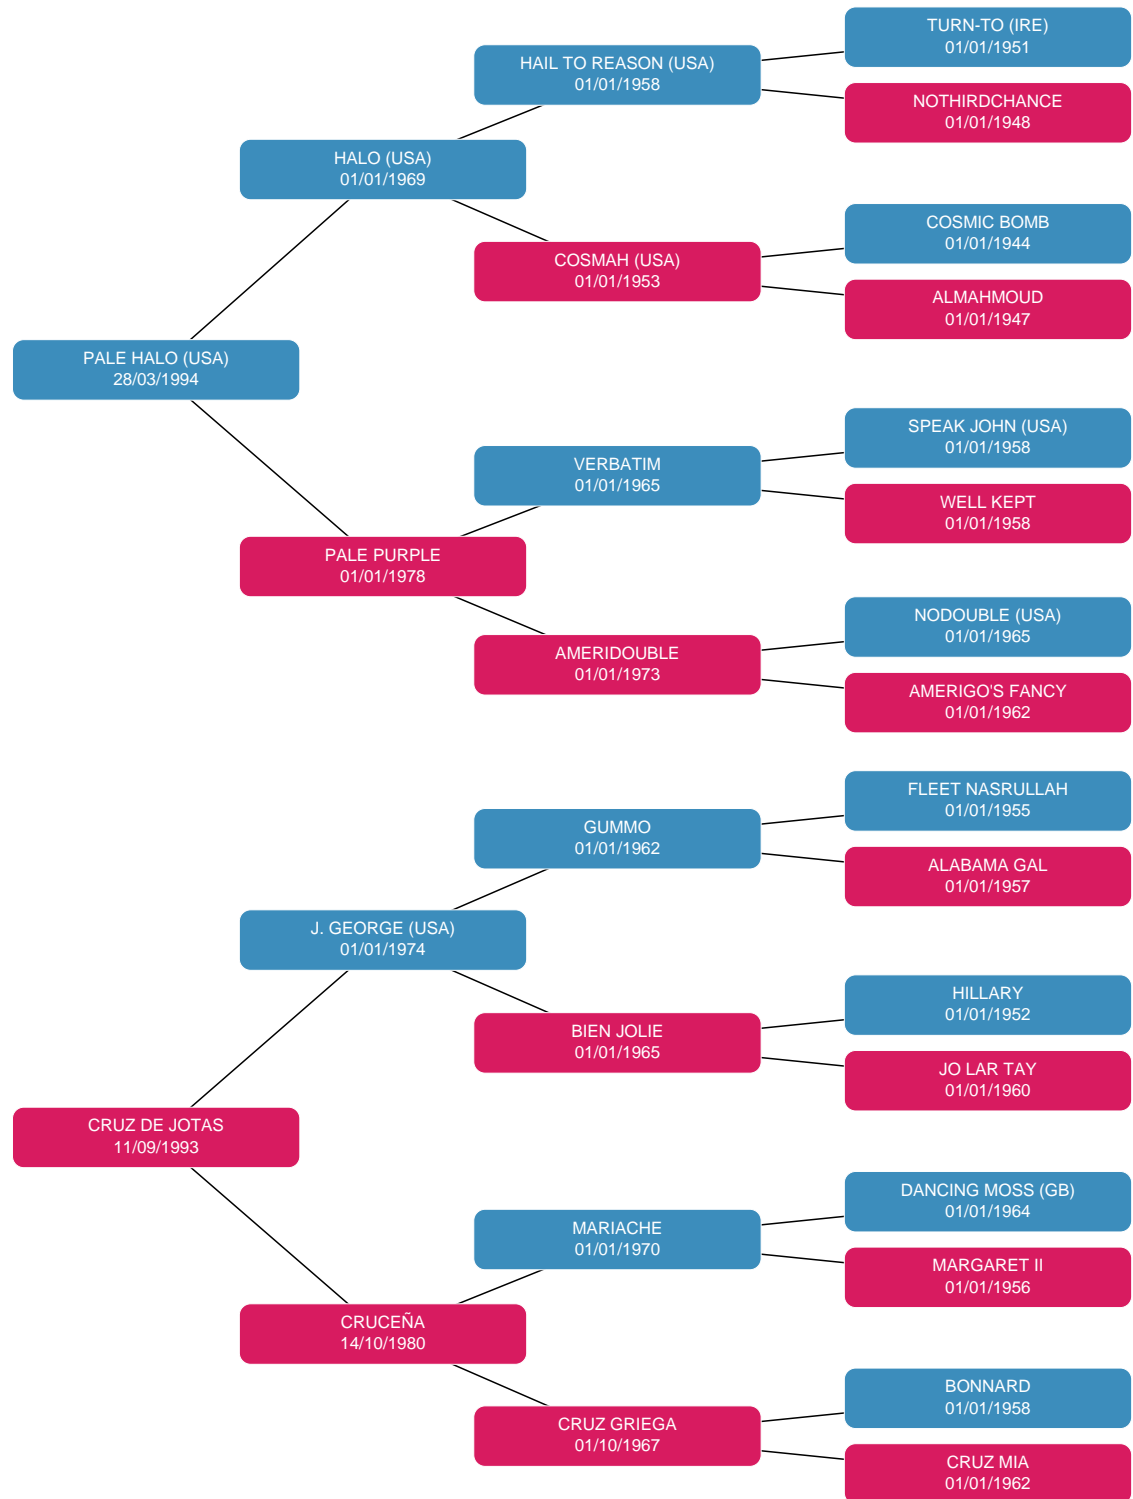 TURN-TO (IRE)
01/01/1951
HAIL TO REASON (USA)
01/01/1958
NOTHIRDCHANCE
01/01/1948
HALO (USA)
01/01/1969
COSMIC BOMB
01/01/1944
COSMAH (USA)
01/01/1953
ALMAHMOUD
01/01/1947
PALE HALO (USA)
28/03/1994
SPEAK JOHN (USA)
01/01/1958
VERBATIM
01/01/1965
WELL KEPT
01/01/1958
PALE PURPLE
01/01/1978
NODOUBLE (USA)
01/01/1965
AMERIDOUBLE
01/01/1973
AMERIGO'S FANCY
01/01/1962
FLEET NASRULLAH
01/01/1955
GUMMO
01/01/1962
ALABAMA GAL
01/01/1957
J. GEORGE (USA)
01/01/1974
HILLARY
01/01/1952
BIEN JOLIE
01/01/1965
JO LAR TAY
01/01/1960
CRUZ DE JOTAS
11/09/1993
DANCING MOSS (GB)
01/01/1964
MARIACHE
01/01/1970
MARGARET II
01/01/1956
CRUCEÑA
14/10/1980
BONNARD
01/01/1958
CRUZ GRIEGA
01/10/1967
CRUZ MIA
01/01/1962